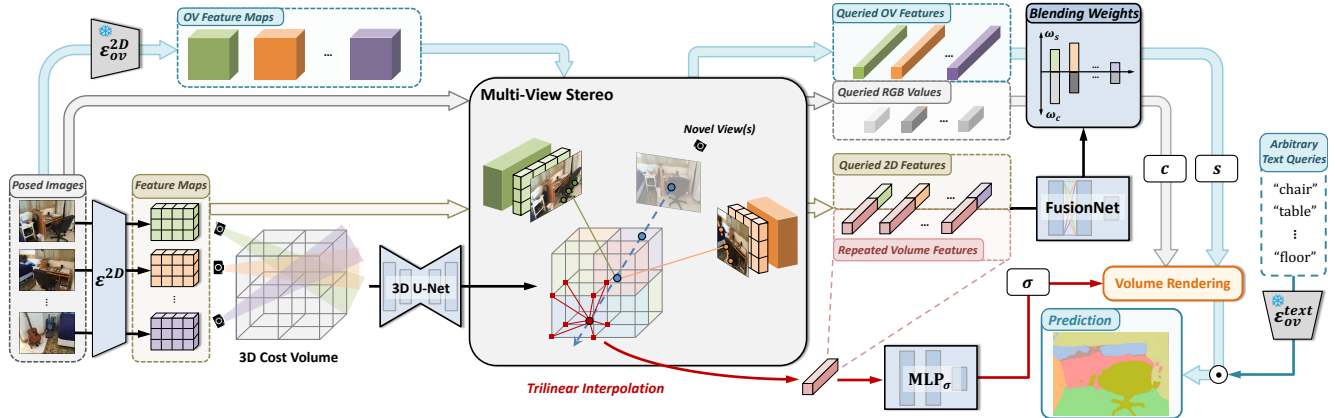 OV Feature Maps
ε_ov^2D
...
Queried OV Features
...
Blending Weights
ω_s
... ...
ω_c
Multi-View Stereo
Novel View(s)
Queried RGB Values
...
Posed Images
⋮ ⋮
Feature Maps
⋮
ε^2D
3D Cost Volume
3D U-Net
Queried 2D Features
...
...
Repeated Volume Features
FusionNet
c
s
Arbitrary
Text Queries
“chair”
“table”
⋮
“floor”
ε_ov^text
σ
Volume Rendering
Trilinear Interpolation
MLP_σ
Prediction